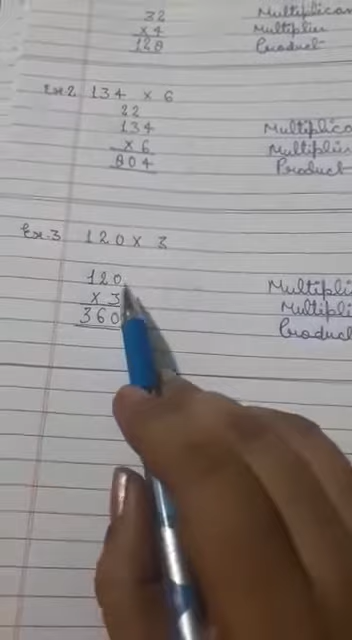 32 Multiplican
x 4 Multiplier
128 Product
Ex.2 134 x 6
22
134 Multiplica
x 6 Multiplie
804 Product
Ex.3 120 x 3
120 Multipli
x 3 Multipli
360 Product